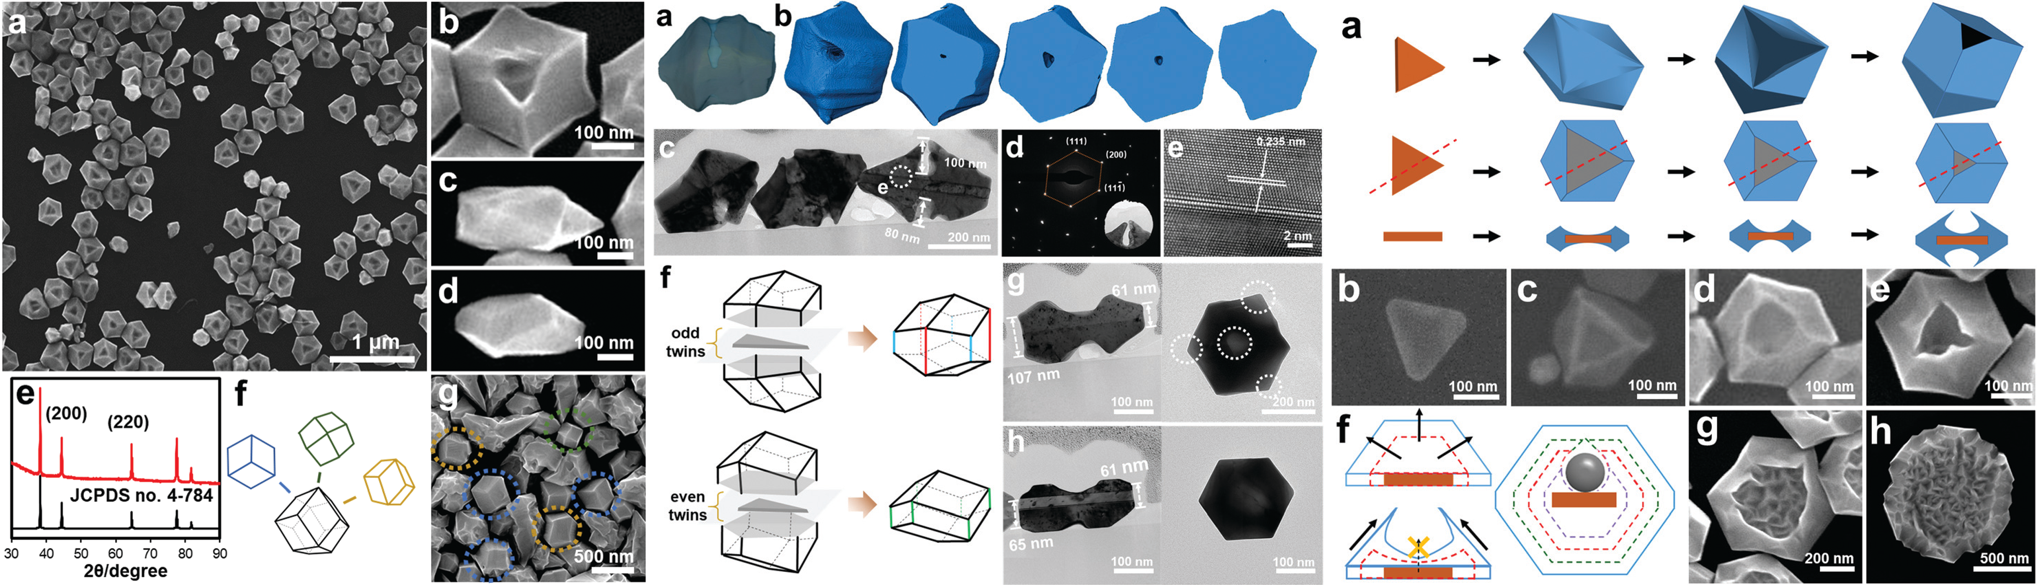 a
1 μm
b
100 nm
c
100 nm
d
100 nm
e
(200)
(220)
JCPDS no. 4-784
30 40 50 60 70 80 90
2θ/degree
f
g
500 nm
a
b
c
e
100 nm
80 nm
200 nm
d
(111)
(200)
(111̄)
e
0.235 nm
2 nm
f
odd
twins
even
twins
g
61 nm
107 nm
100 nm
200 nm
h
61 nm
65 nm
100 nm
100 nm
a
b
100 nm
c
100 nm
d
100 nm
e
100 nm
f
g
200 nm
h
500 nm